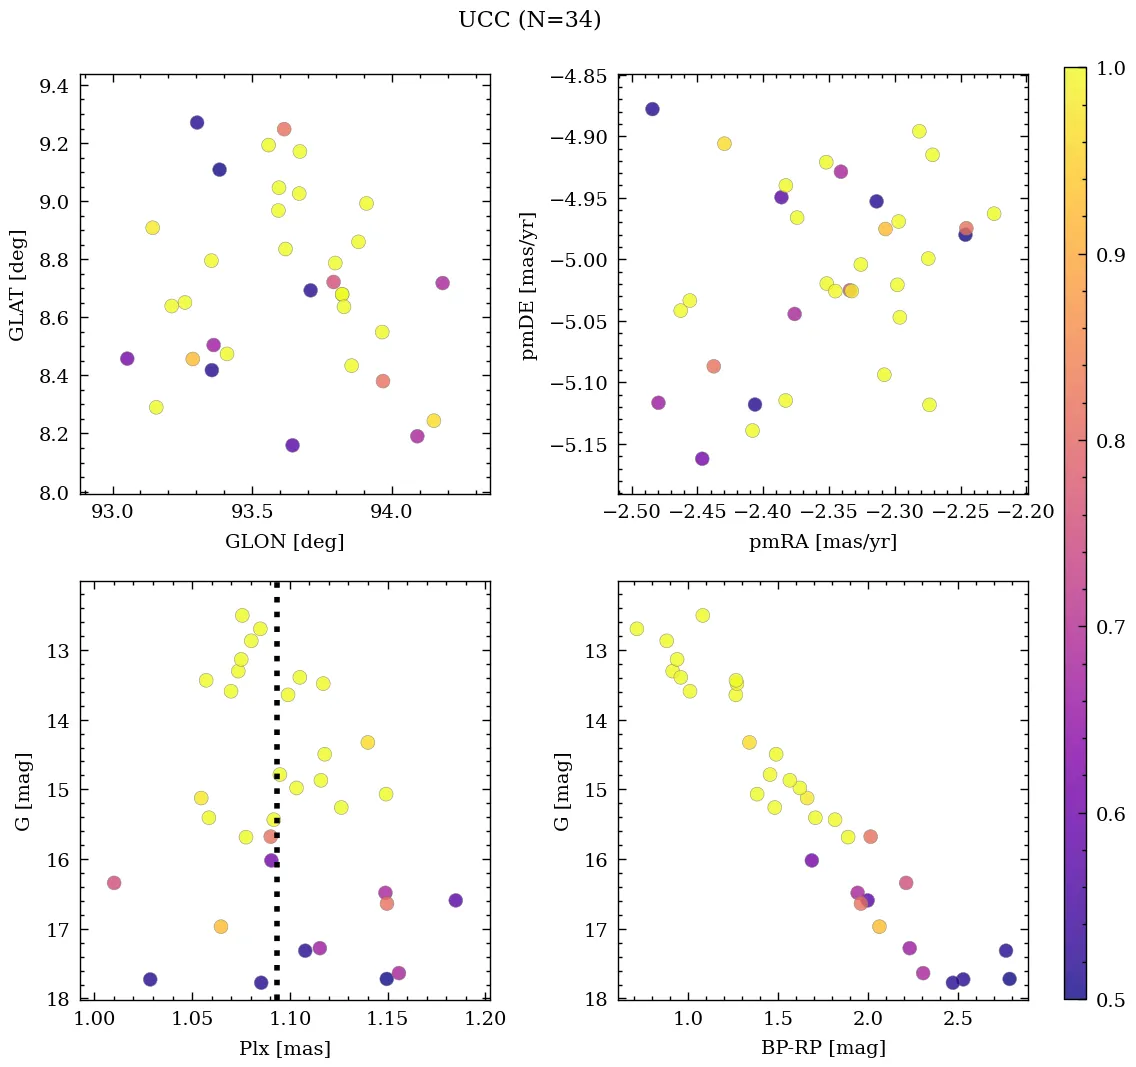 UCC (N=34)
9.4
9.2
9.0
8.8
8.6
8.4
8.2
8.0
GLAT [deg]
93.0 93.5 94.0
GLON [deg]
−4.85
−4.90
−4.95
−5.00
−5.05
−5.10
−5.15
pmDE [mas/yr]
−2.50 −2.45 −2.40 −2.35 −2.30 −2.25 −2.20
pmRA [mas/yr]
13
14
15
16
17
18
G [mag]
1.00 1.05 1.10 1.15 1.20
Plx [mas]
13
14
15
16
17
18
G [mag]
1.0 1.5 2.0 2.5
BP-RP [mag]
1.0
0.9
0.8
0.7
0.6
0.5